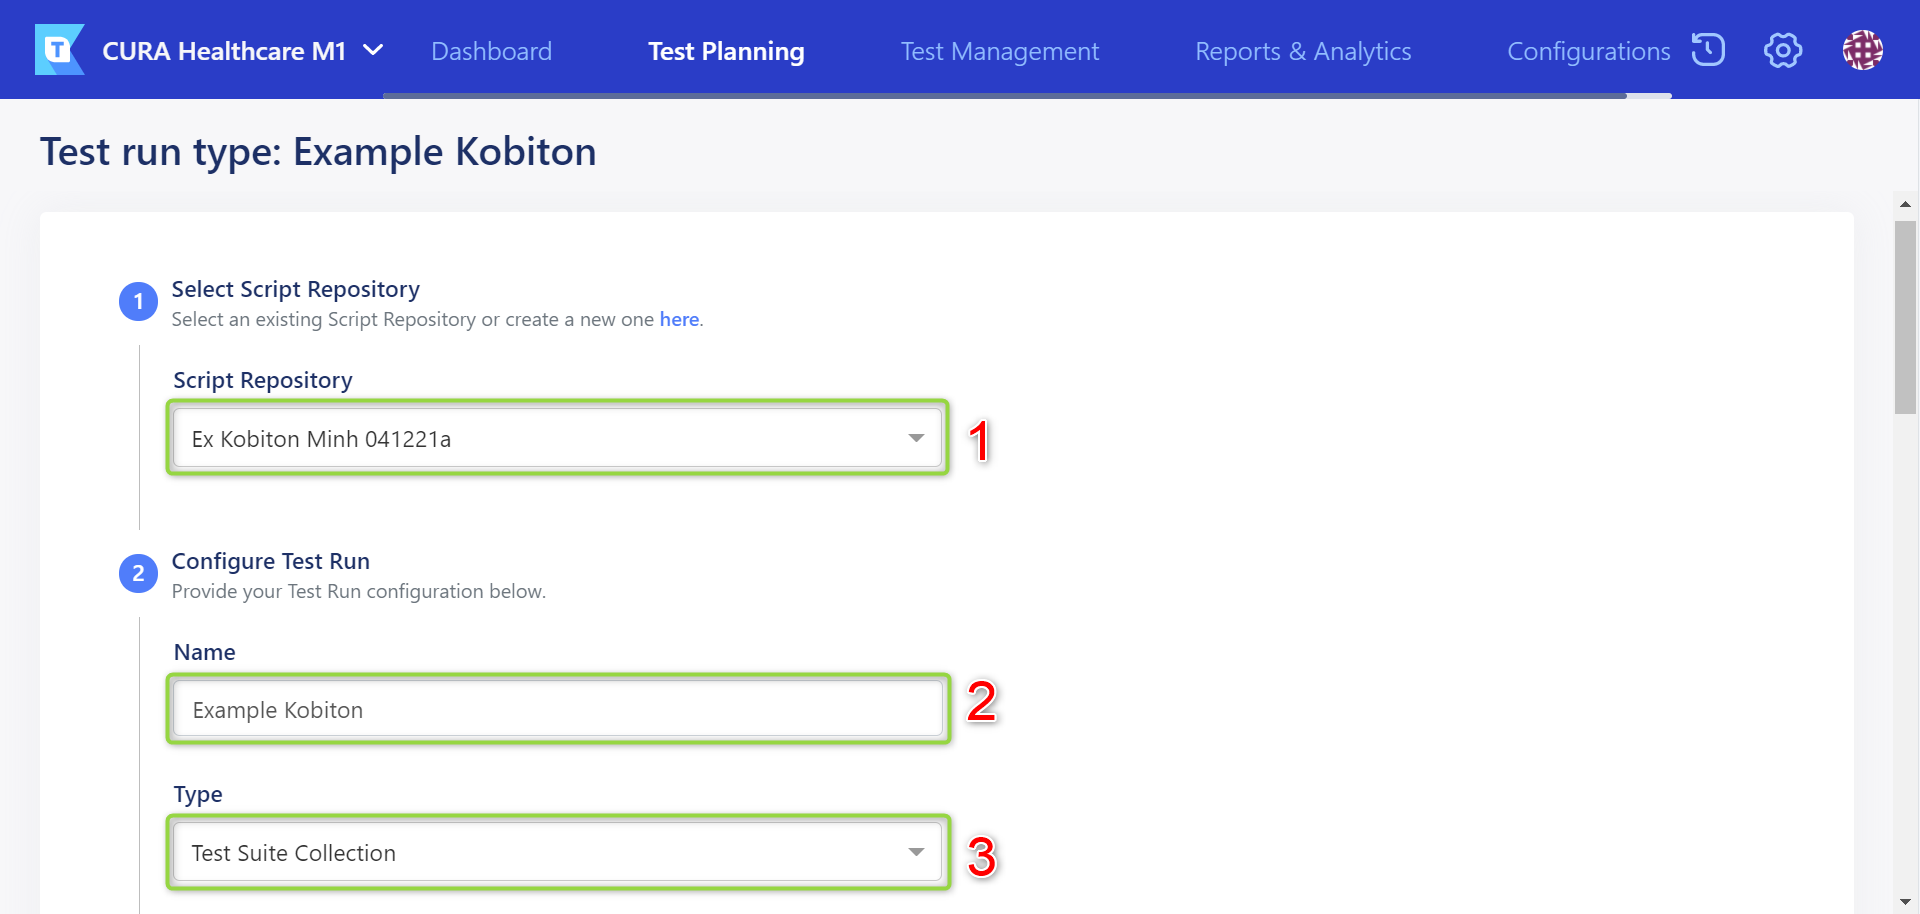 CURA Healthcare M1 Dashboard Test Planning Test Management Reports & Analytics Configurations
Test run type: Example Kobiton
1 Select Script Repository
Select an existing Script Repository or create a new one here.
Script Repository
Ex Kobiton Minh 041221a 1
2 Configure Test Run
Provide your Test Run configuration below.
Name
Example Kobiton 2
Type
Test Suite Collection 3